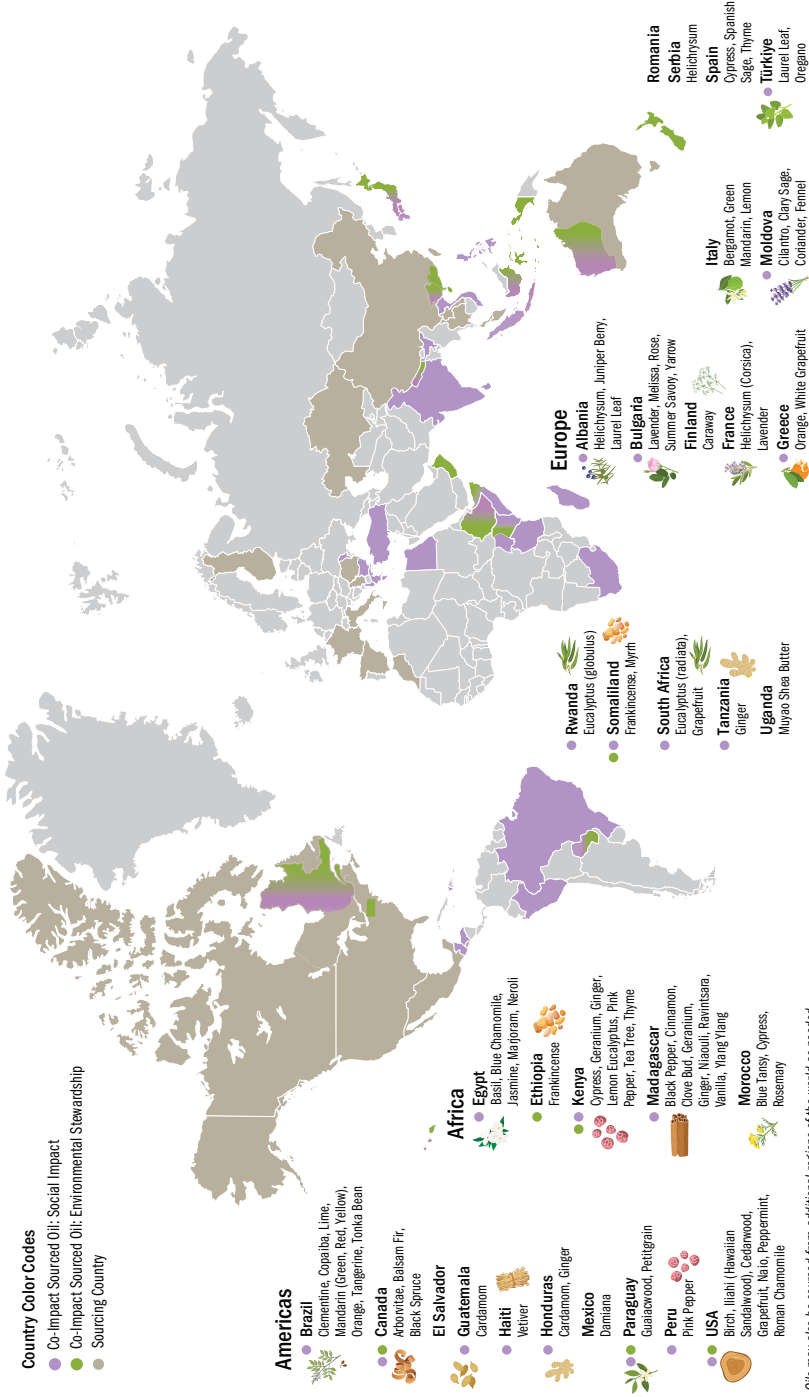 Country Color Codes
Co-Impact Sourced Oil: Social Impact
Co-Impact Sourced Oil: Environmental Stewardship
Sourcing Country
Americas
Brazil
Clementine, Copaiba, Lime,
Mandarin (Green, Red, Yellow),
Orange, Tangerine, Tonka Bean
Canada
Arborvitae, Balsam Fir,
Black Spruce
El Salvador
Guatemala
Cardamom
Haiti
Vetiver
Honduras
Cardamom, Ginger
Mexico
Damiana
Paraguay
Guaiacwood, Petitgrain
Peru
Pink Pepper
USA
Birch, Iliahi (Hawaiian
Sandalwood), Cedarwood,
Grapefruit, Naio, Peppermint,
Roman Chamomile
Africa
Egypt
Basil, Blue Chamomile,
Jasmine, Marjoram, Neroli
Ethiopia
Frankincense
Kenya
Cypress, Geranium, Ginger,
Lemon Eucalyptus, Pink
Pepper, Tea Tree, Thyme
Madagascar
Black Pepper, Cinnamon,
Clove Bud, Geranium,
Ginger, Niaouli, Ravintsara,
Vanilla, Ylang Ylang
Morocco
Blue Tansy, Cypress,
Rosemary
Rwanda
Eucalyptus (globulus)
Somaliland
Frankincense, Myrrh
South Africa
Eucalyptus (radiata),
Grapefruit
Tanzania
Ginger
Uganda
Muyao Shea Butter
Europe
Albania
Helichrysum, Juniper Berry,
Laurel Leaf
Bulgaria
Lavender, Melissa, Rose,
Summer Savory, Yarrow
Finland
Caraway
France
Helichrysum (Corsica),
Lavender
Greece
Orange, White Grapefruit
Italy
Bergamot, Green
Mandarin, Lemon
Moldova
Cilantro, Clary Sage,
Coriander, Fennel
Romania
Serbia
Helichrysum
Spain
Cypress, Spanish
Sage, Thyme
Türkiye
Laurel Leaf,
Oregano